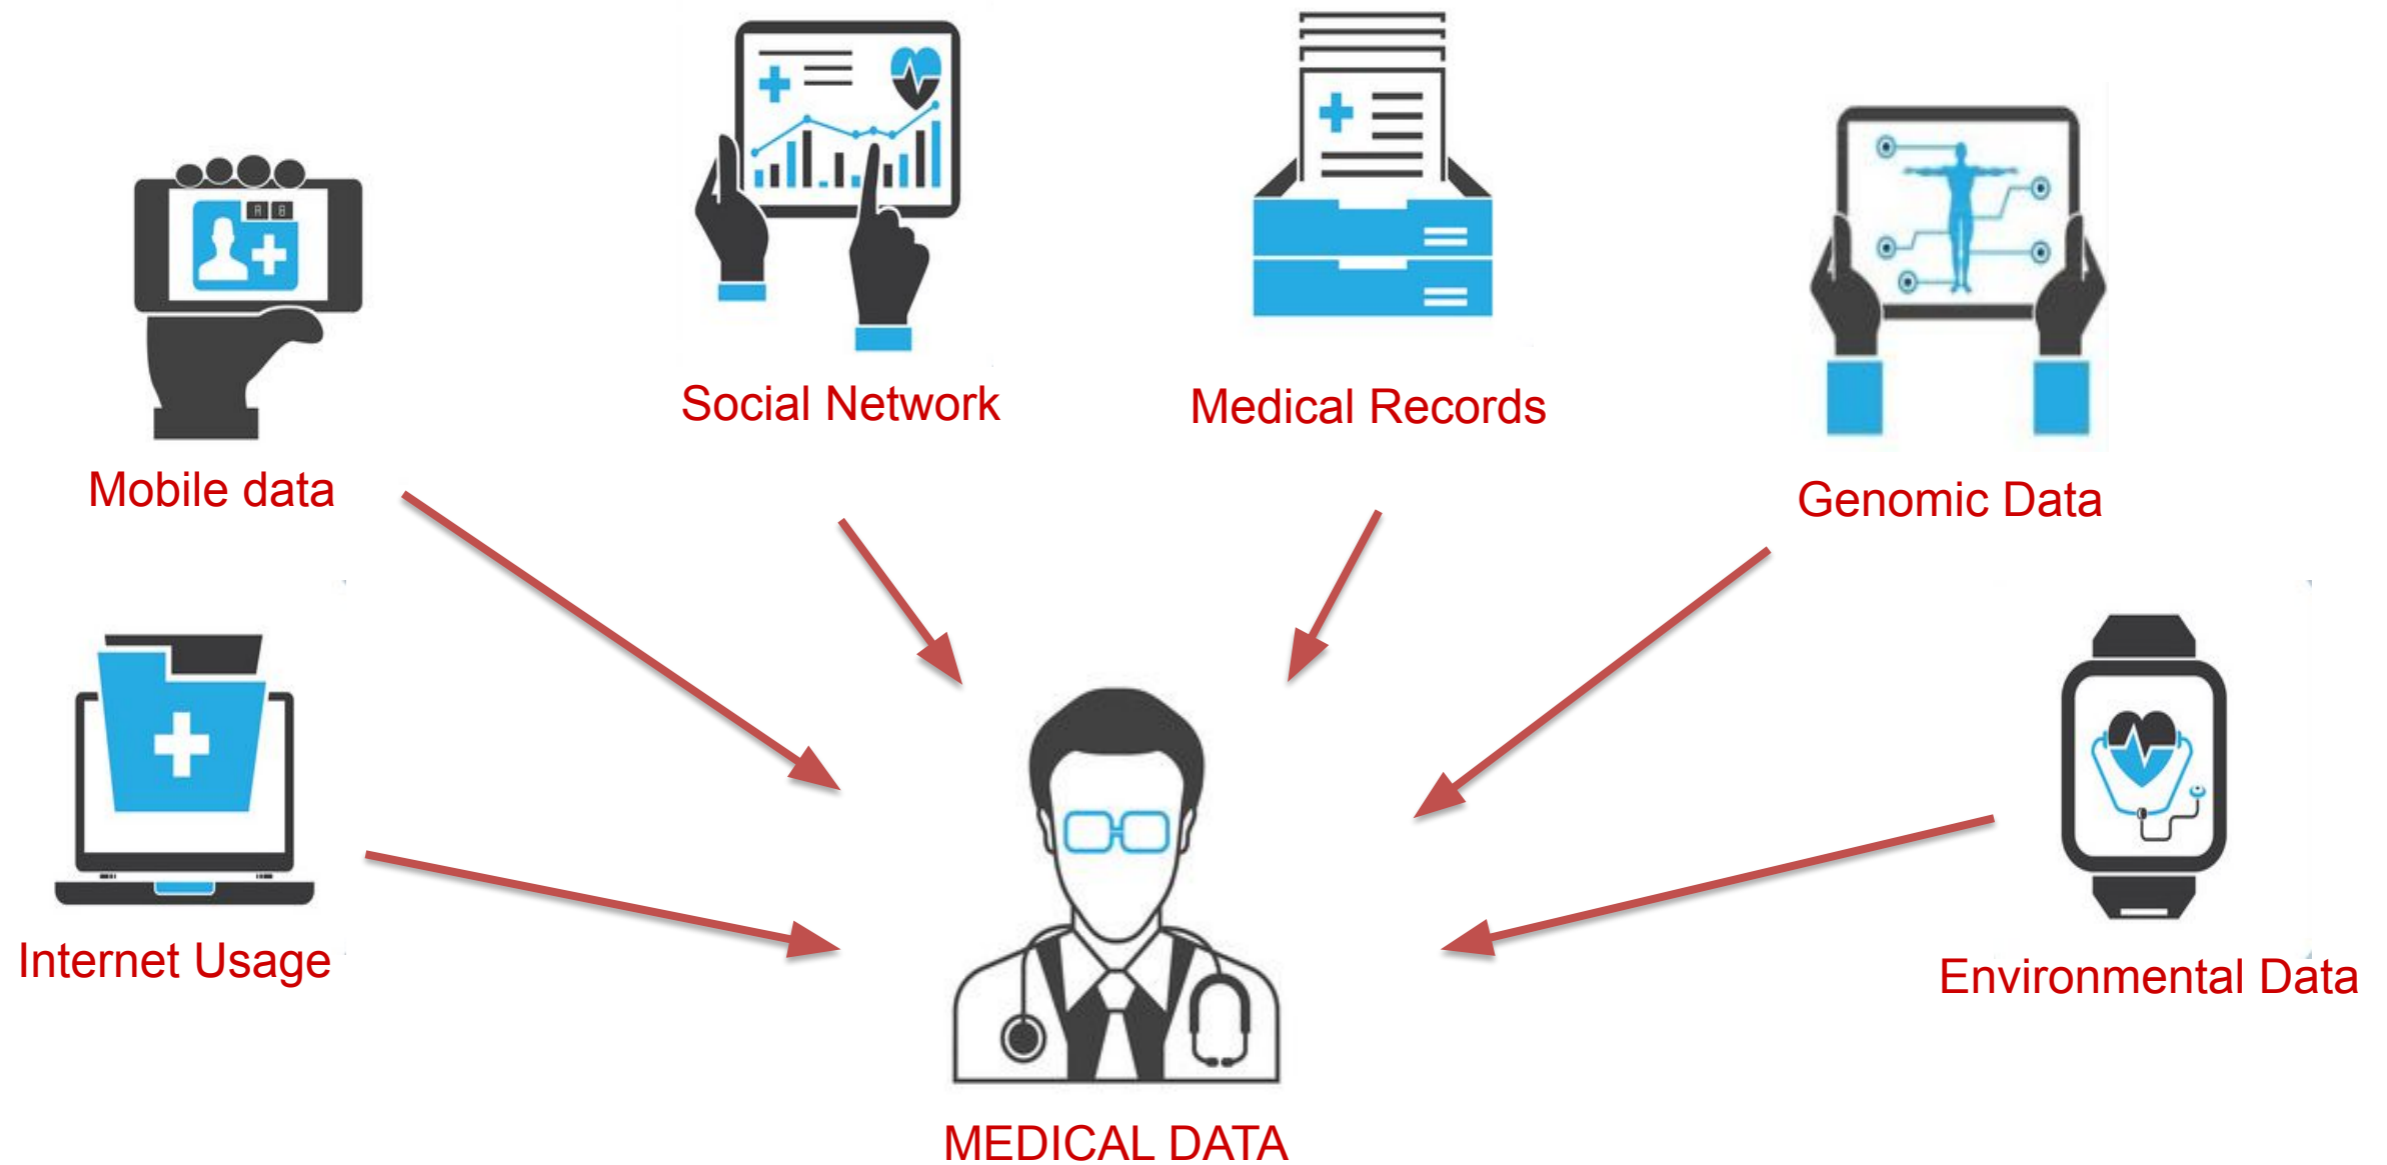 A B
Social Network
Medical Records
Mobile data
Genomic Data
Internet Usage
Environmental Data
MEDICAL DATA